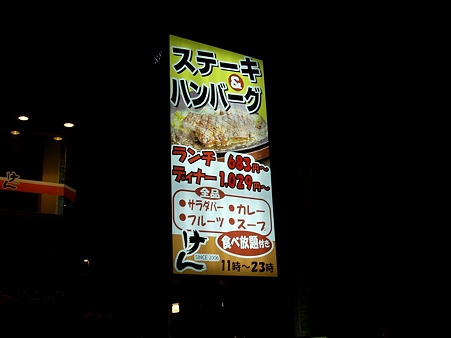 ステーキ
&
ハンバーグ
ランチ 683円~
ディナー 1,029円~
全品
●サラダバー ●カレー
●フルーツ ●スープ
食べ放題付き
けん
SINCE 2006
11時~23時
けん